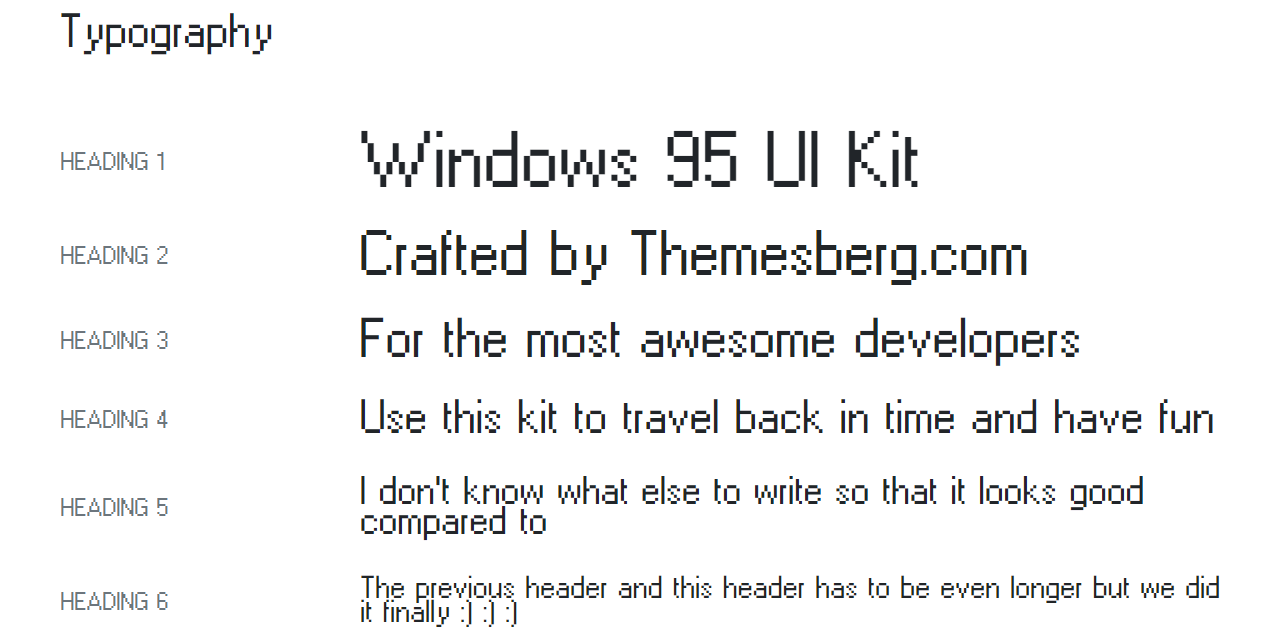 Typography
HEADING 1
Windows 95 UI Kit
HEADING 2
Crafted by Themesberg.com
HEADING 3
For the most awesome developers
HEADING 4
Use this kit to travel back in time and have fun
HEADING 5
I don't know what else to write so that it looks good
compared to
HEADING 6
The previous header and this header has to be even longer but we did
it finally :) :) :)